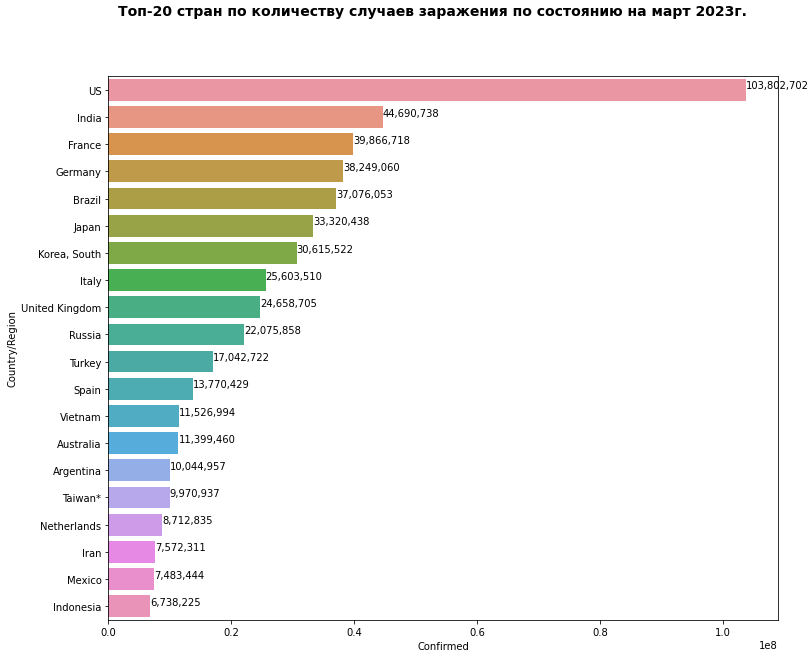 Топ-20 стран по количеству случаев заражения по состоянию на март 2023г.
US 103,802,702
India 44,690,738
France 39,866,718
Germany 38,249,060
Brazil 37,076,053
Japan 33,320,438
Korea, South 30,615,522
Italy 25,603,510
United Kingdom 24,658,705
Russia 22,075,858
Turkey 17,042,722
Spain 13,770,429
Vietnam 11,526,994
Australia 11,399,460
Argentina 10,044,957
Taiwan* 9,970,937
Netherlands 8,712,835
Iran 7,572,311
Mexico 7,483,444
Indonesia 6,738,225
Country/Region
0.0 0.2 0.4 0.6 0.8 1.0
1e8
Confirmed